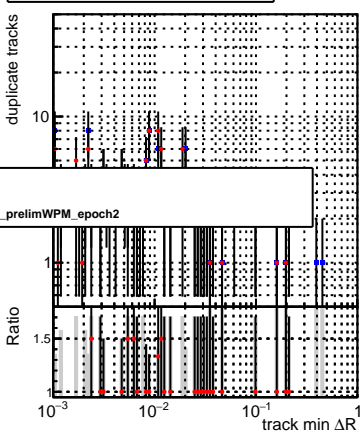 duplicate tracks
10
_prelimWPM_epoch2
1
Ratio
1.5
1
10⁻³
10⁻²
10⁻¹
1
track min ΔR